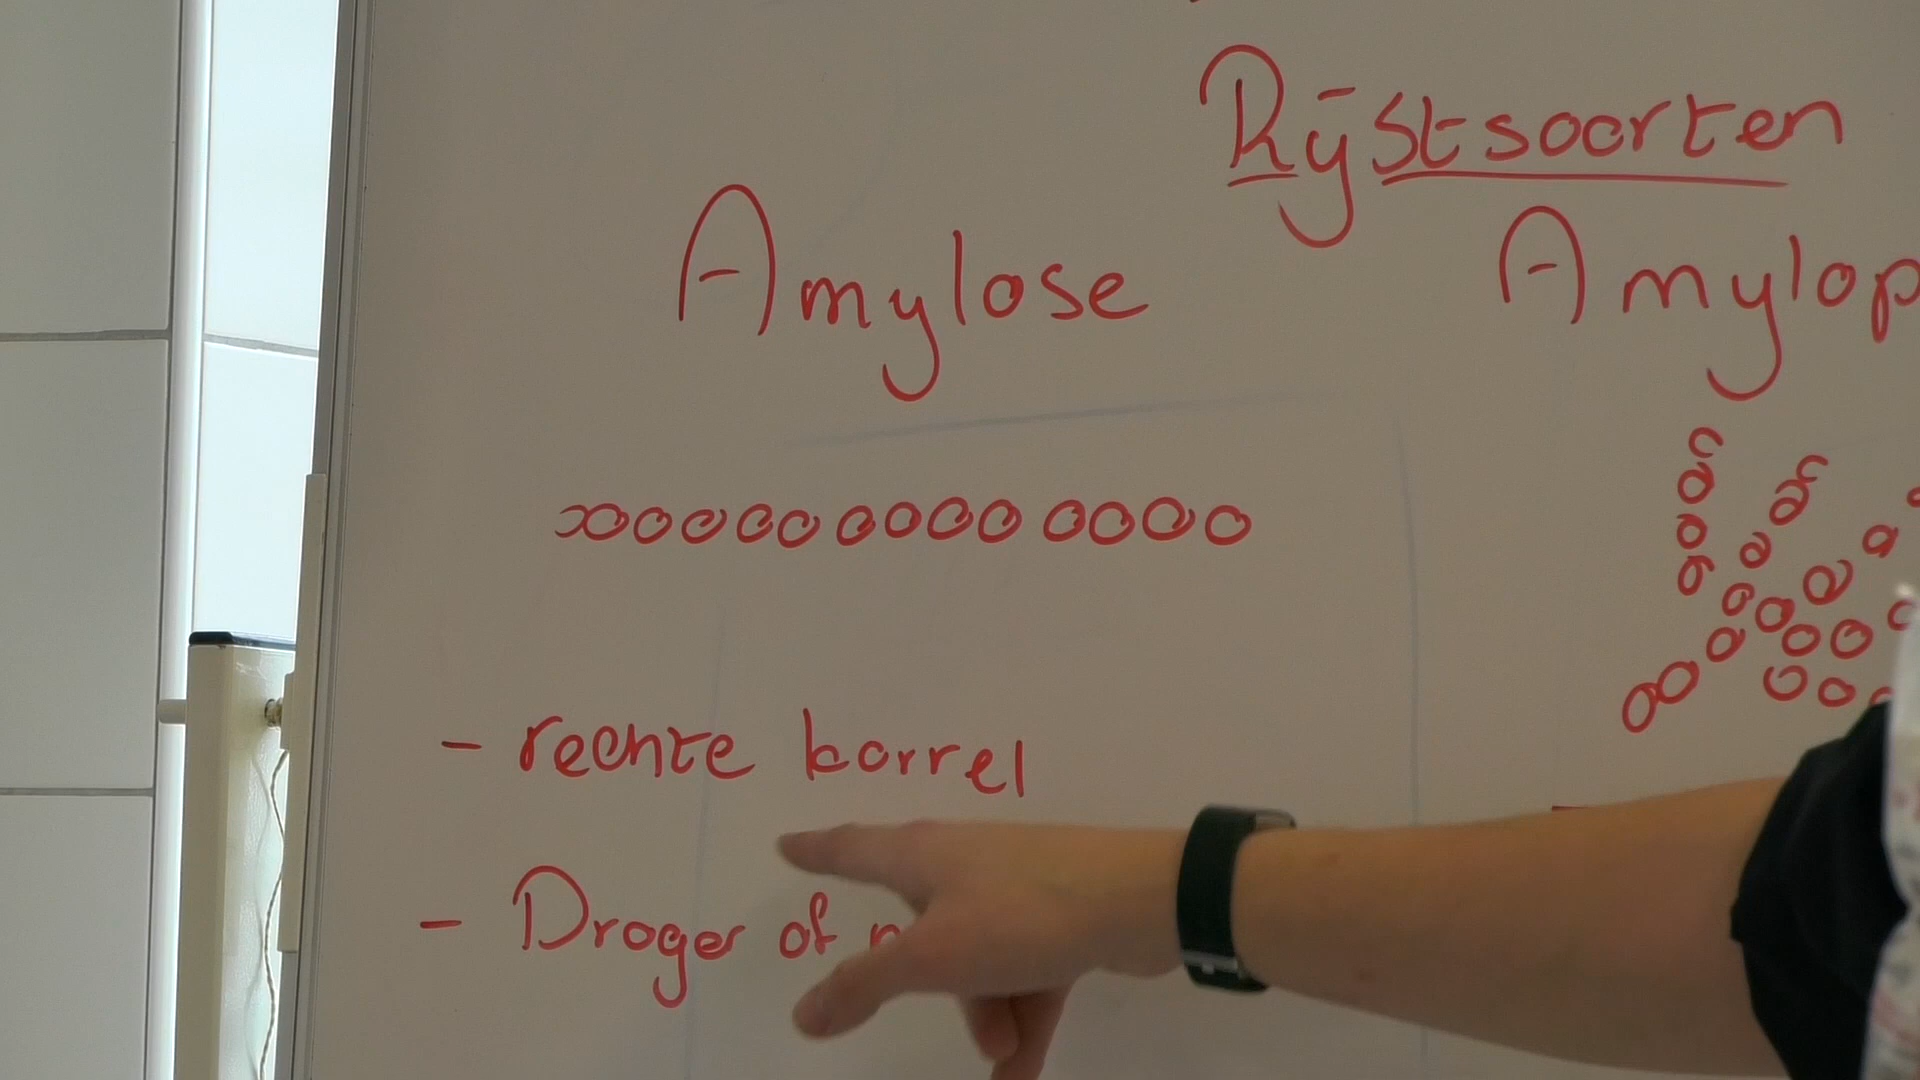 Rijstsoorten
Amylose
Amylop
- rechte korrel
- Droger of